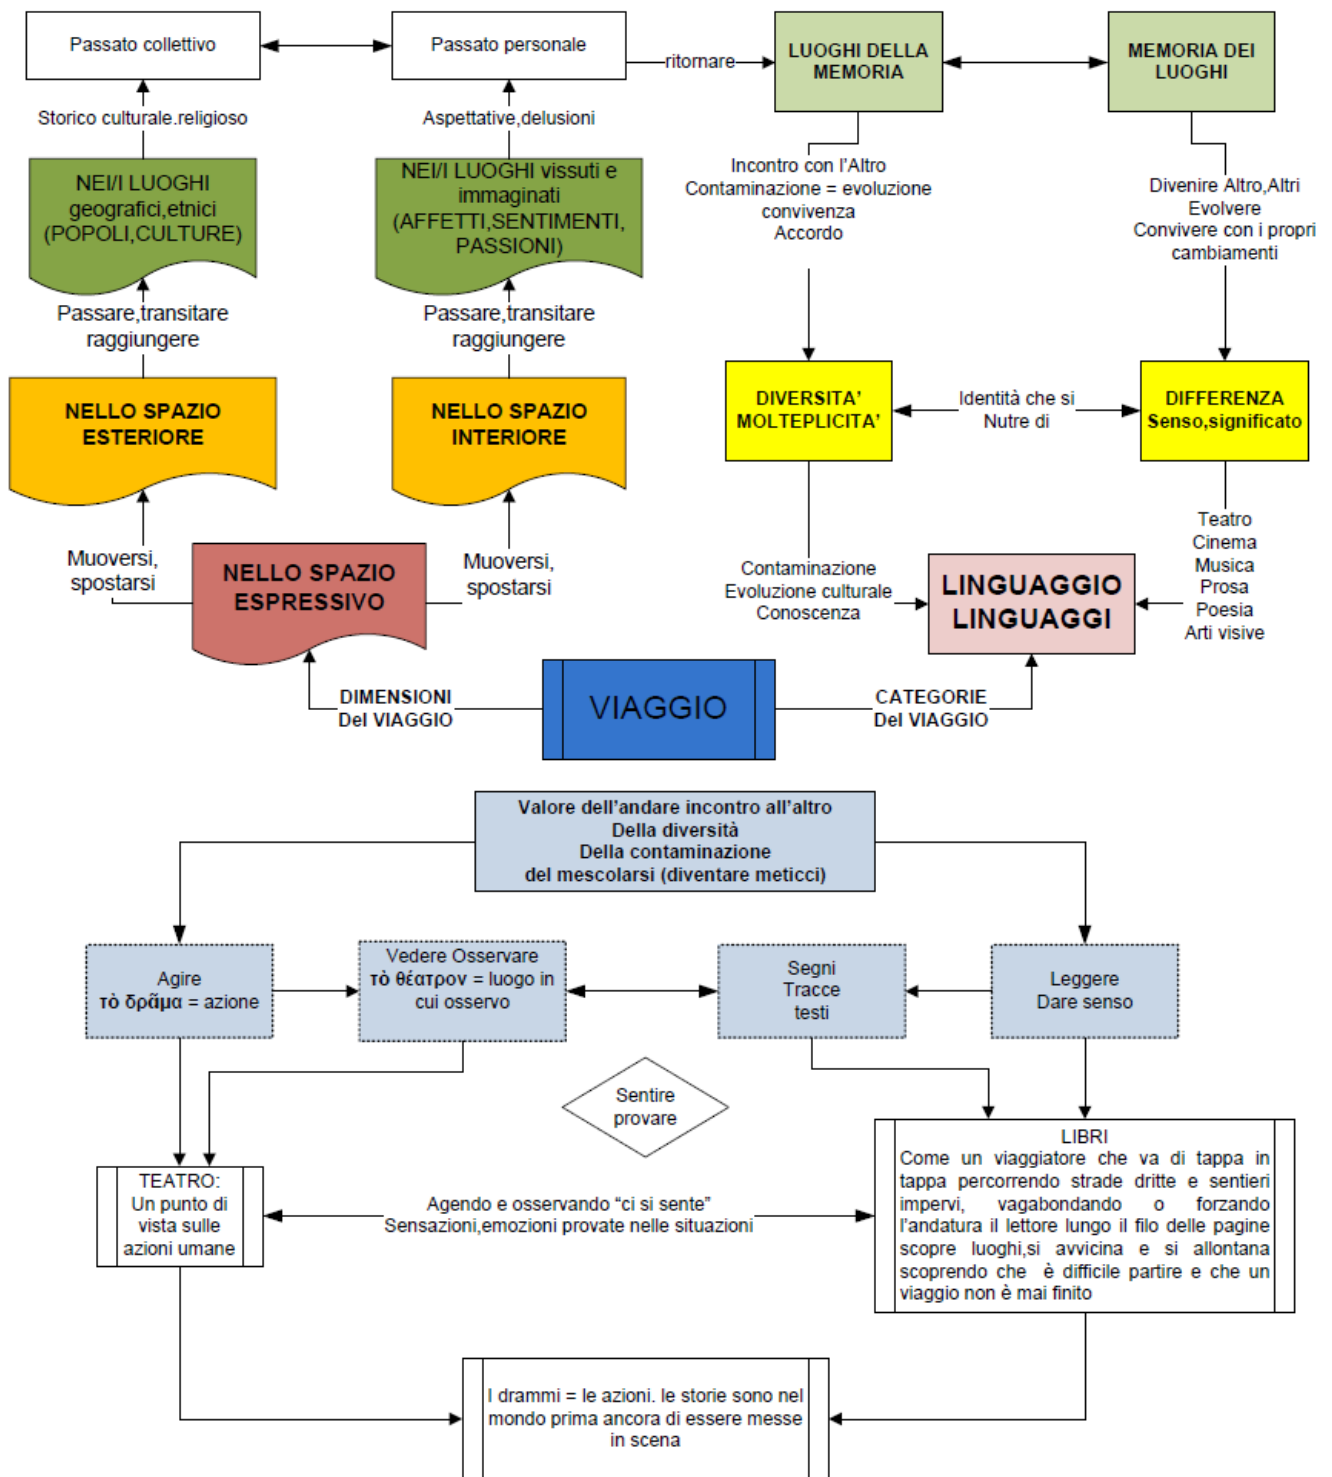 Passato collettivo
Passato personale
ritornare
LUOGHI DELLA
MEMORIA
MEMORIA DEI
LUOGHI
Storico culturale.religioso
Aspettative,delusioni
NEI/I LUOGHI
geografici,etnici
(POPOLI,CULTURE)
NEI/I LUOGHI vissuti e
immaginati
(AFFETTI,SENTIMENTI,
PASSIONI)
Incontro con l'Altro
Contaminazione = evoluzione
convivenza
Accordo
Divenire Altro,Altri
Evolvere
Convivere con i propri
cambiamenti
Passare,transitare
raggiungere
Passare,transitare
raggiungere
NELLO SPAZIO
ESTERIORE
NELLO SPAZIO
INTERIORE
DIVERSITA'
MOLTEPLICITA'
Identità che si
Nutre di
DIFFERENZA
Senso,significato
Muoversi,
spostarsi
NELLO SPAZIO
ESPRESSIVO
Muoversi,
spostarsi
Contaminazione
Evoluzione culturale
Conoscenza
LINGUAGGIO
LINGUAGGI
Teatro
Cinema
Musica
Prosa
Poesia
Arti visive
DIMENSIONI
Del VIAGGIO
VIAGGIO
CATEGORIE
Del VIAGGIO
Valore dell'andare incontro all'altro
Della diversità
Della contaminazione
del mescolarsi (diventare meticci)
Agire
τὸ δρᾶμα = azione
Vedere Osservare
τὸ θέατρον = luogo in
cui osservo
Segni
Tracce
testi
Leggere
Dare senso
Sentire
provare
TEATRO:
Un punto di
vista sulle
azioni umane
Agendo e osservando “ci si sente”
Sensazioni,emozioni provate nelle situazioni
LIBRI
Come un viaggiatore che va di tappa in
tappa percorrendo strade dritte e sentieri
impervi, vagabondando o forzando
l'andatura il lettore lungo il filo delle pagine
scopre luoghi,si avvicina e si allontana
scoprendo che è difficile partire e che un
viaggio non è mai finito
I drammi = le azioni. le storie sono nel
mondo prima ancora di essere messe
in scena